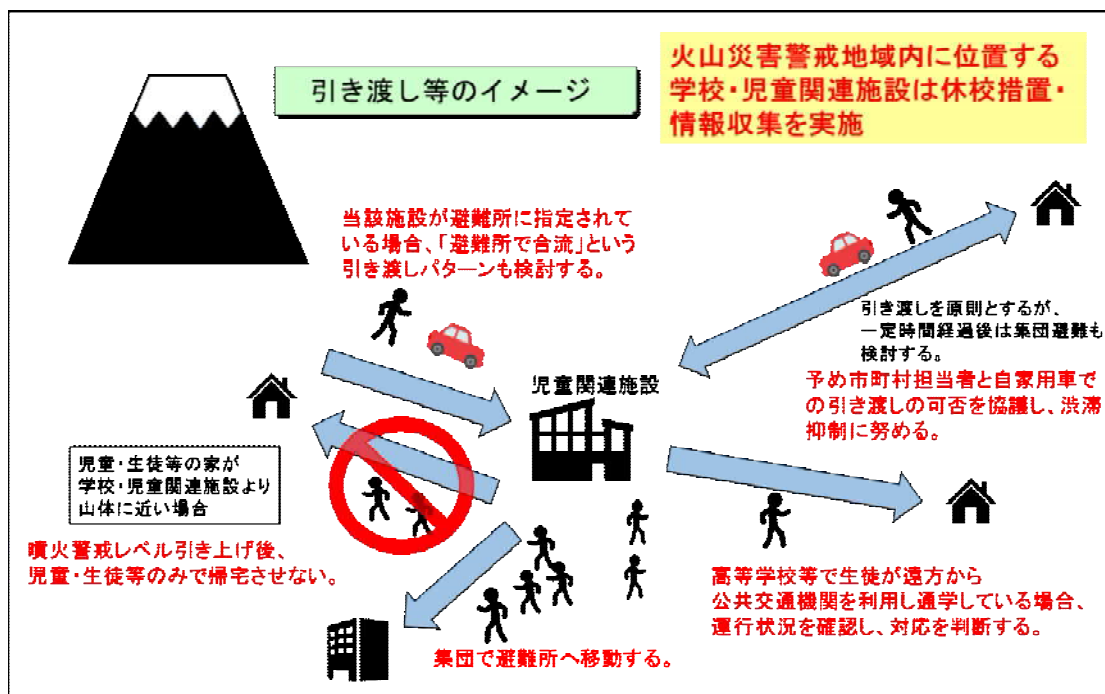 引き渡し等のイメージ
火山災害警戒地域内に位置する
学校・児童関連施設は休校措置・
情報収集を実施
当該施設が避難所に指定されて
いる場合、「避難所で合流」という
引き渡しパターンも検討する。
引き渡しを原則とするが、
一定時間経過後は集団避難も
検討する。
予め市町村担当者と自家用車で
の引き渡しの可否を協議し、渋滞
抑制に努める。
児童関連施設
児童・生徒等の家が
学校・児童関連施設より
山体に近い場合
噴火警戒レベル引き上げ後、
児童・生徒等のみで帰宅させない。
高等学校等で生徒が遠方から
公共交通機関を利用し通学している場合、
運行状況を確認し、対応を判断する。
集団で避難所へ移動する。